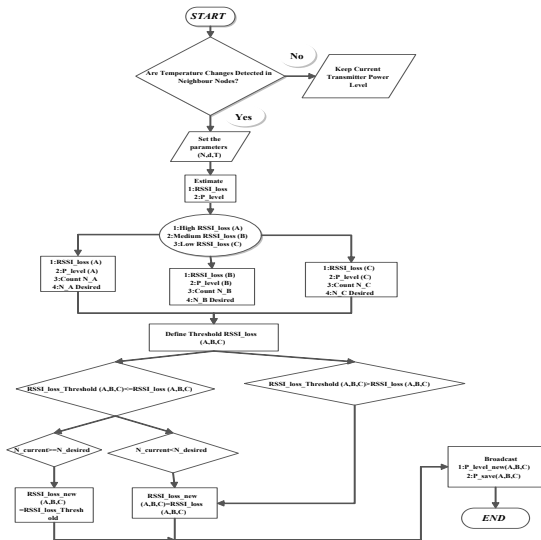 START
Are Temperature Changes Detected in
Neighbour Nodes?
No
Keep Current
Transmitter Power
Level
Yes
Set the
parameters
(N,d,T)
Estimate
1:RSSI_loss
2:P_level
1:High RSSI_loss (A)
2:Medium RSSI_loss (B)
3:Low RSSI_loss (C)
1:RSSI_loss (A)
2:P_level (A)
3:Count N_A
4:N_A Desired
1:RSSI_loss (B)
2:P_level (B)
3:Count N_B
4:N_B Desired
1:RSSI_loss (C)
2:P_level (C)
3:Count N_C
4:N_C Desired
Define Threshold RSSI_loss
(A,B,C)
RSSI_loss_Threshold (A,B,C)<=RSSI_loss (A,B,C)
RSSI_loss_Threshold (A,B,C)>RSSI_loss (A,B,C)
N_current>=N_desired
N_current<N_desired
RSSI_loss_new
(A,B,C)
=RSSI_loss_Thresh
old
RSSI_loss_new
(A,B,C)=RSSI_loss
(A,B,C)
Broadcast
1:P_level_new(A,B,C)
2:P_save(A,B,C)
END